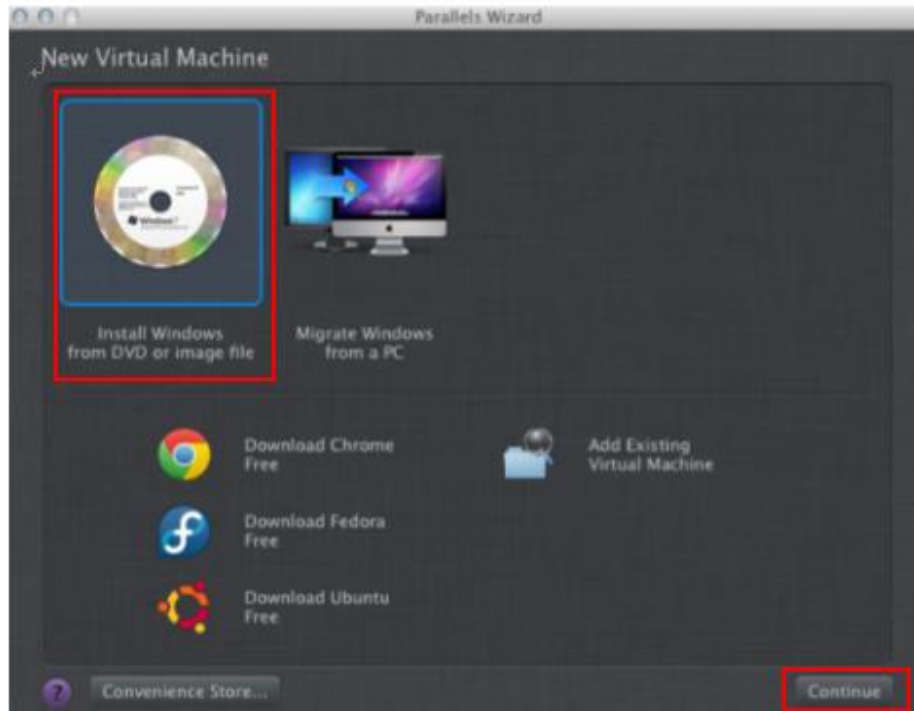 Parallels Wizard
New Virtual Machine
Install Windows
from DVD or image file
Migrate Windows
from a PC
Download Chrome
Free
Add Existing
Virtual Machine
Download Fedora
Free
Download Ubuntu
Free
?
Convenience Store...
Continue